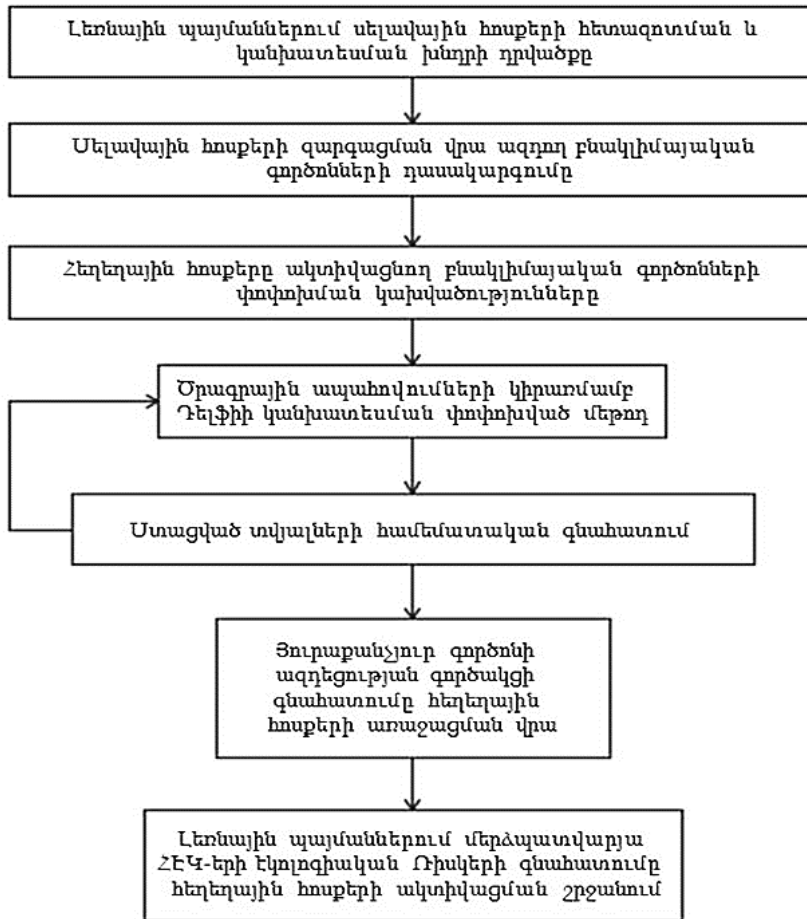 Լեռնային պայմաններում սելավային հոսքերի հետազոտման և
կանխատեսման խնդրի դրվածքը
Սելավային հոսքերի զարգացման վրա ազդող բնակլիմայական
գործոնների դասակարգումը
Հեղեղային հոսքերը ակտիվացնող բնակլիմայական գործոնների
փոփոխման կախվածությունները
Ծրագրային ապահովումների կիրառմամբ
Դելֆիի կանխատեսման փոփոխված մեթոդ
Ստացված տվյալների համեմատական գնահատում
Յուրաքանչյուր գործոնի
ազդեցության գործակցի
գնահատումը հեղեղային
հոսքերի առաջացման վրա
Լեռնային պայմաններում մերձպատվարյա
ՀԷԿ-երի էկոլոգիական Ռիսկերի գնահատումը
հեղեղային հոսքերի ակտիվացման շրջանում